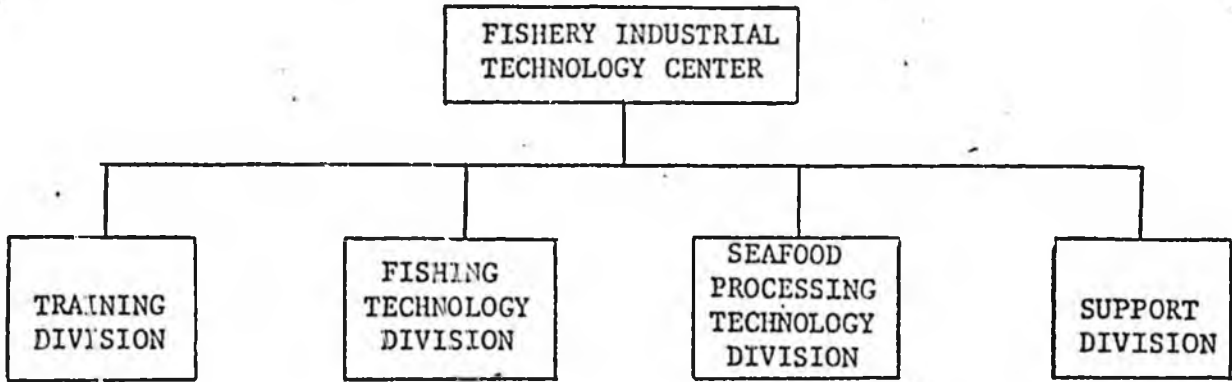 FISHERY INDUSTRIAL
TECHNOLOGY CENTER
TRAINING
DIVISION
FISHING
TECHNOLOGY
DIVISION
SEAFOOD
PROCESSING
TECHNOLOGY
DIVISION
SUPPORT
DIVISION